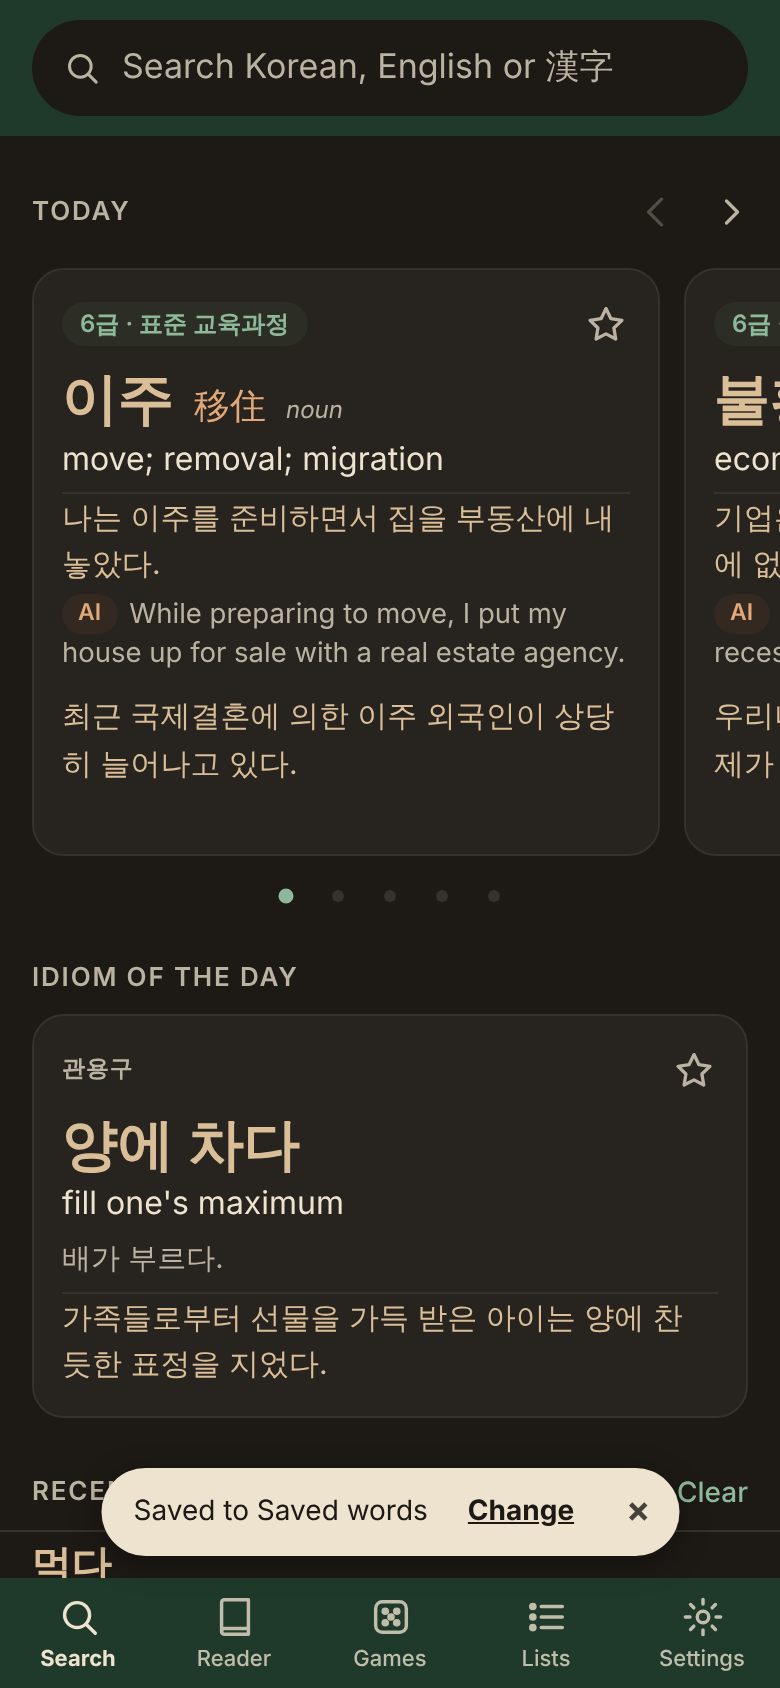 Search Korean, English or 漢字
TODAY
6급 · 표준 교육과정
이주 移住 noun
move; removal; migration
나는 이주를 준비하면서 집을 부동산에 내
놓았다.
AI While preparing to move, I put my
house up for sale with a real estate agency.
최근 국제결혼에 의한 이주 외국인이 상당
히 늘어나고 있다.
6급
불
econ
기업은
에 없
AI
reces
우리나
제가
IDIOM OF THE DAY
관용구
양에 차다
fill one's maximum
배가 부르다.
가족들로부터 선물을 가득 받은 아이는 양에 찬
듯한 표정을 지었다.
Clear
Saved to Saved words Change ×
먹다
Search Reader Games Lists Settings